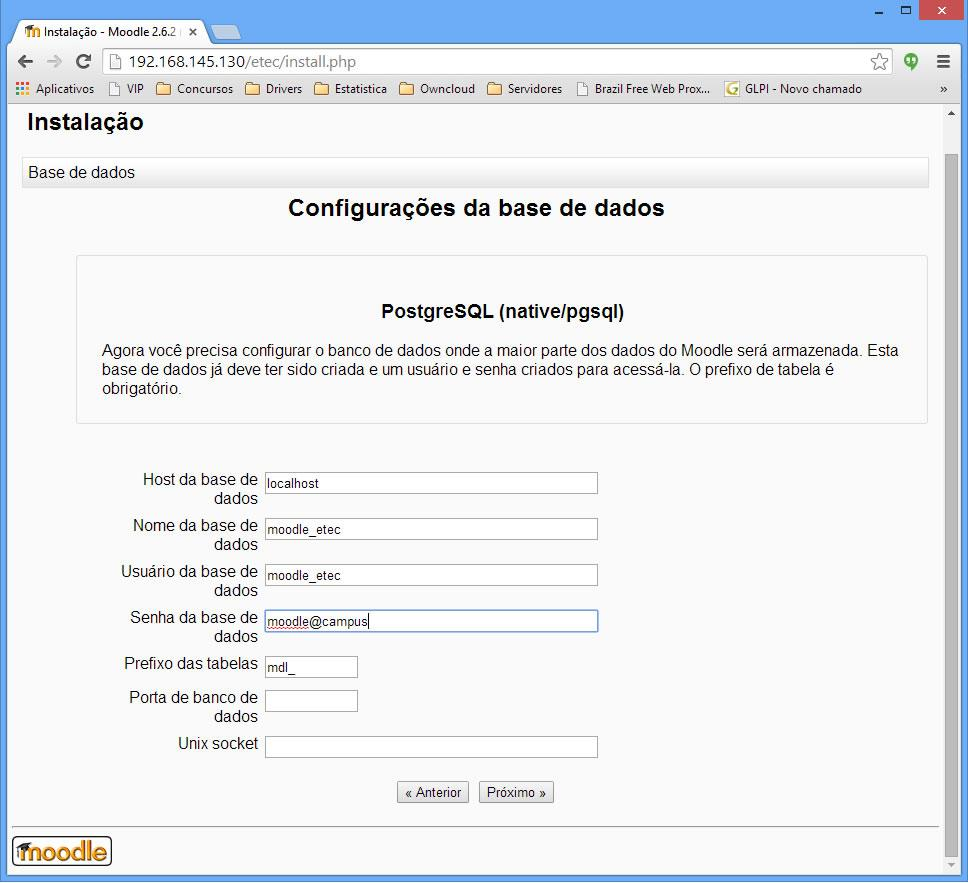 Instalação - Moodle 2.6.2
192.168.145.130/etec/install.php
Aplicativos VIP Concursos Drivers Estatistica Owncloud Servidores Brazil Free Web Prox... GLPI - Novo chamado »
Instalação
Base de dados
Configurações da base de dados
PostgreSQL (native/pgsql)
Agora você precisa configurar o banco de dados onde a maior parte dos dados do Moodle será armazenada. Esta
base de dados já deve ter sido criada e um usuário e senha criados para acessá-la. O prefixo de tabela é
obrigatório.
Host da base de
dados
localhost
Nome da base de
dados
moodle_etec
Usuário da base de
dados
moodle_etec
Senha da base de
dados
moodle@campus
Prefixo das tabelas
mdl_
Porta de banco de
dados
Unix socket
« Anterior Próximo »
moodle